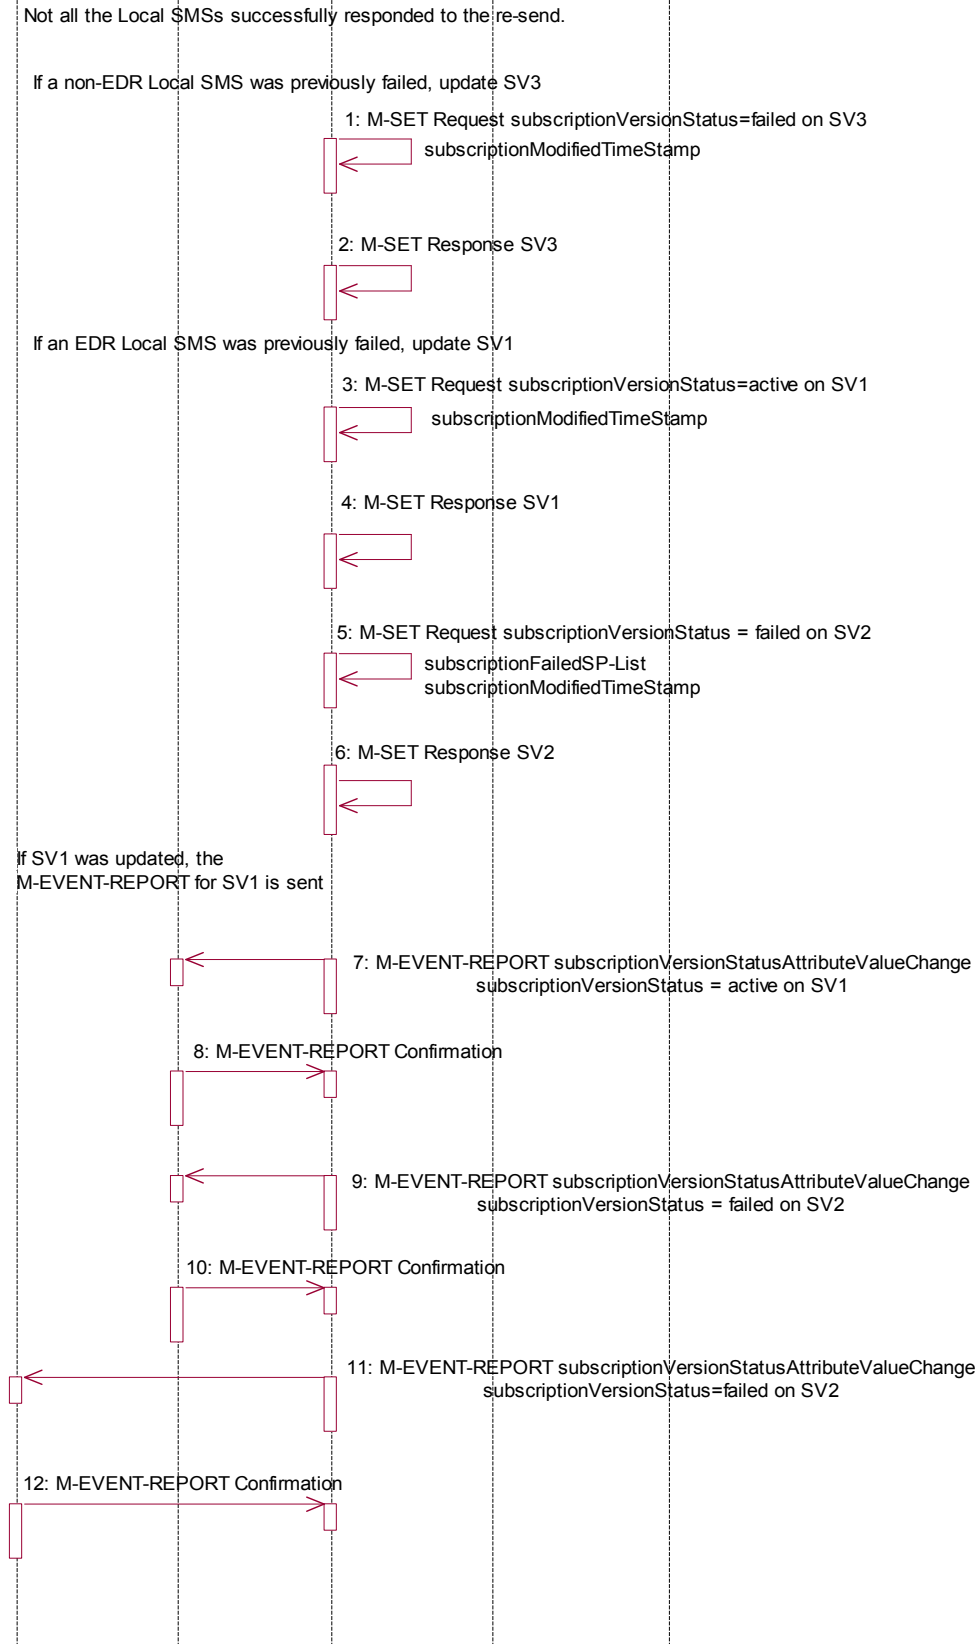 Not all the Local SMSs successfully responded to the re-send.
If a non-EDR Local SMS was previously failed, update SV3
1: M-SET Request subscriptionVersionStatus=failed on SV3
subscriptionModifiedTimeStamp
2: M-SET Response SV3
If an EDR Local SMS was previously failed, update SV1
3: M-SET Request subscriptionVersionStatus=active on SV1
subscriptionModifiedTimeStamp
4: M-SET Response SV1
5: M-SET Request subscriptionVersionStatus = failed on SV2
subscriptionFailedSP-List
subscriptionModifiedTimeStamp
6: M-SET Response SV2
If SV1 was updated, the
M-EVENT-REPORT for SV1 is sent
7: M-EVENT-REPORT subscriptionVersionStatusAttributeValueChange
subscriptionVersionStatus = active on SV1
8: M-EVENT-REPORT Confirmation
9: M-EVENT-REPORT subscriptionVersionStatusAttributeValueChange
subscriptionVersionStatus = failed on SV2
10: M-EVENT-REPORT Confirmation
11: M-EVENT-REPORT subscriptionVersionStatusAttributeValueChange
subscriptionVersionStatus=failed on SV2
12: M-EVENT-REPORT Confirmation